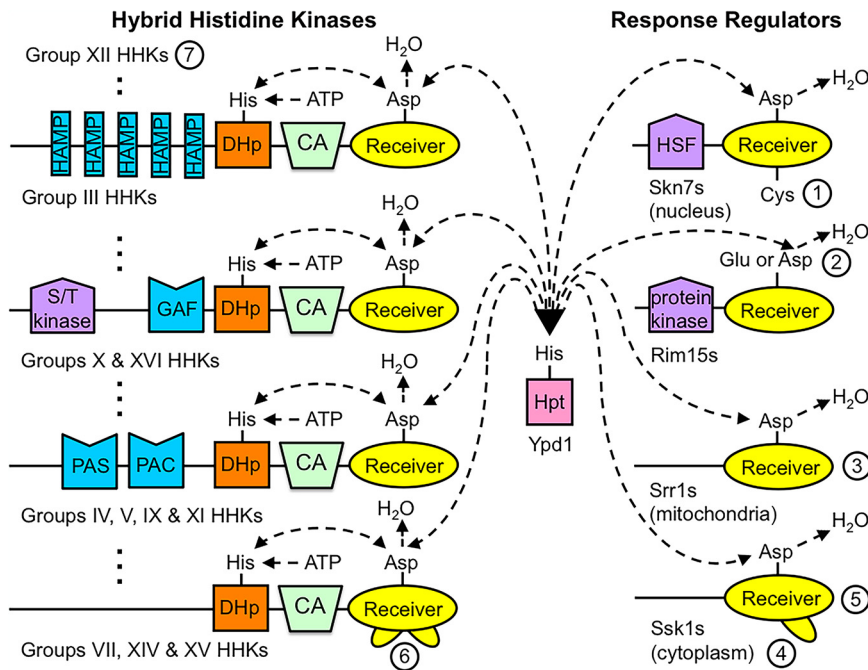 Hybrid Histidine Kinases
Response Regulators
Group XII HHKs 7
H₂O
His
ATP
Asp
HAMP
HAMP
HAMP
HAMP
HAMP
DHp
CA
Receiver
Group III HHKs
H₂O
His
ATP
Asp
S/T
kinase
GAF
DHp
CA
Receiver
Groups X & XVI HHKs
H₂O
His
ATP
Asp
PAS
PAC
DHp
CA
Receiver
Groups IV, V, IX & XI HHKs
H₂O
His
ATP
Asp
DHp
CA
Receiver
Groups VII, XIV & XV HHKs
6
His
Hpt
Ypd1
Asp
H₂O
HSF
Receiver
Skn7s
(nucleus)
Cys 1
H₂O
Glu or Asp 2
protein
kinase
Receiver
Rim15s
H₂O
Asp
Receiver
3
Srr1s
(mitochondria)
H₂O
Asp
Receiver
5
Ssk1s
(cytoplasm)
4